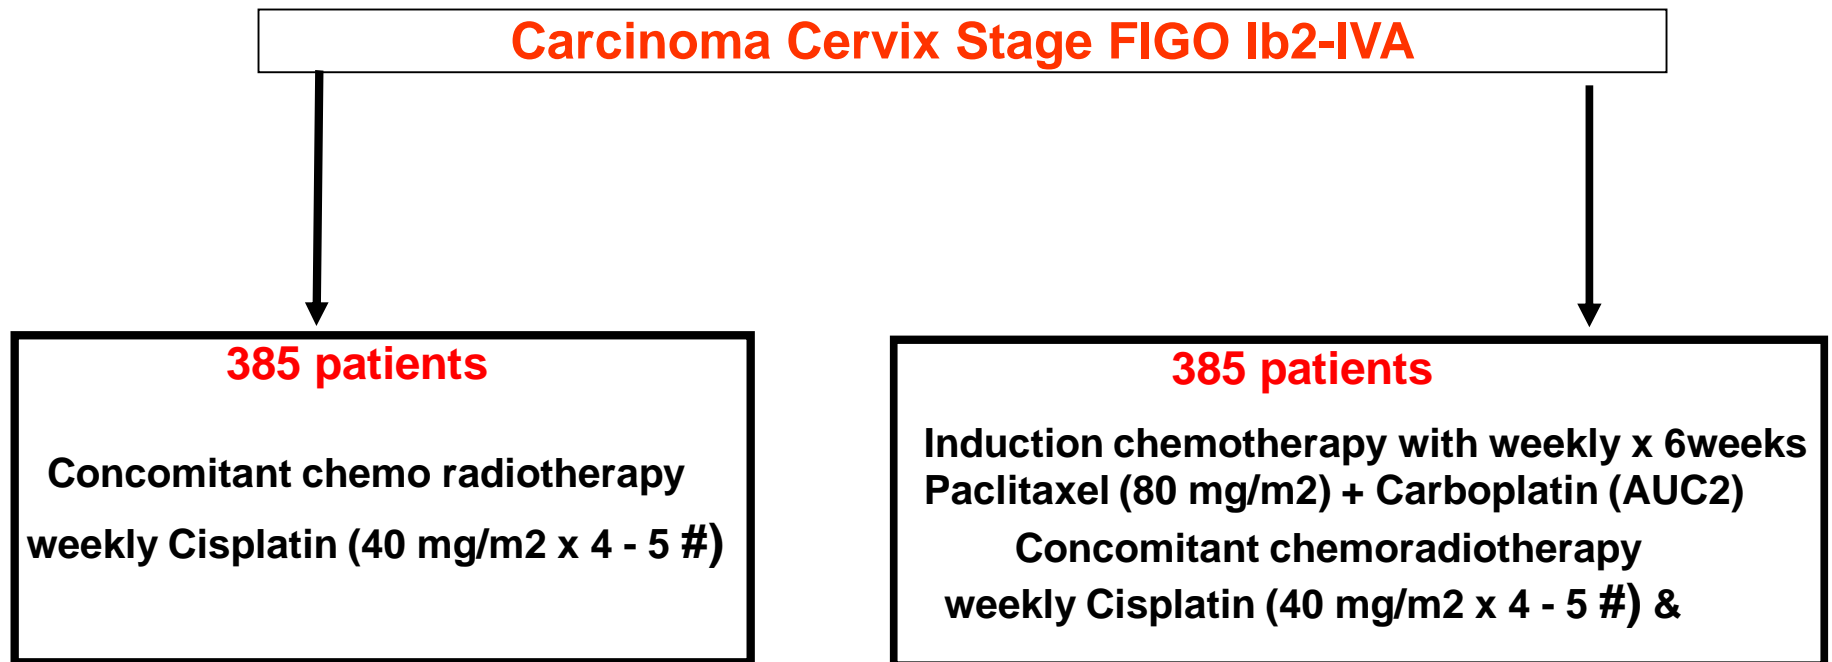 Carcinoma Cervix Stage FIGO Ib2-IVA
385 patients
Concomitant chemo radiotherapy
weekly Cisplatin (40 mg/m2 x 4 - 5 #)
385 patients
Induction chemotherapy with weekly x 6weeks
Paclitaxel (80 mg/m2) + Carboplatin (AUC2)
Concomitant chemoradiotherapy
weekly Cisplatin (40 mg/m2 x 4 - 5 #) &